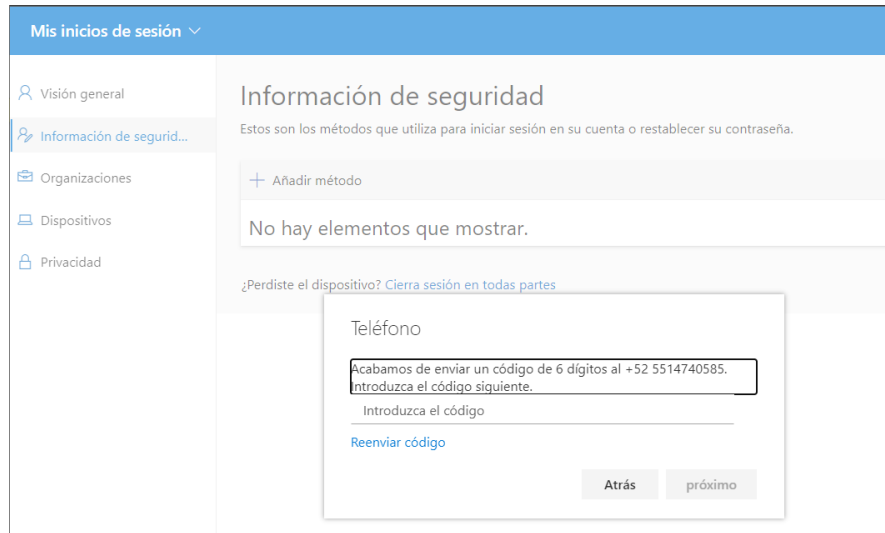 Mis inicios de sesión
Visión general
Información de segurid...
Organizaciones
Dispositivos
Privacidad
Información de seguridad
Estos son los métodos que utiliza para iniciar sesión en su cuenta o restablecer su contraseña.
Añadir método
No hay elementos que mostrar.
¿Perdiste el dispositivo? Cierra sesión en todas partes
Teléfono
Acabamos de enviar un código de 6 dígitos al +52 5514740585.
Introduzca el código siguiente.
Introduzca el código
Reenviar código
Atrás próximo